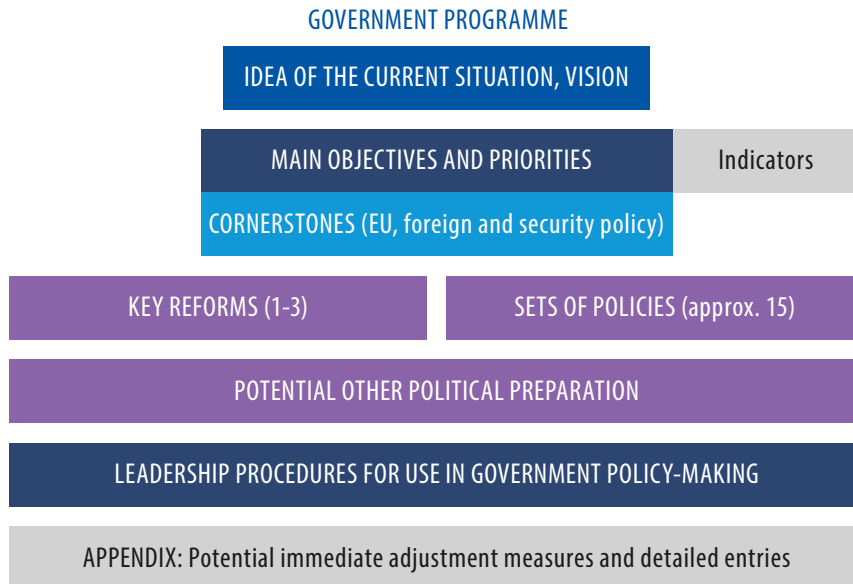 GOVERNMENT PROGRAMME
IDEA OF THE CURRENT SITUATION, VISION
MAIN OBJECTIVES AND PRIORITIES
Indicators
CORNERSTONES (EU, foreign and security policy)
KEY REFORMS (1-3)
SETS OF POLICIES (approx. 15)
POTENTIAL OTHER POLITICAL PREPARATION
LEADERSHIP PROCEDURES FOR USE IN GOVERNMENT POLICY-MAKING
APPENDIX: Potential immediate adjustment measures and detailed entries